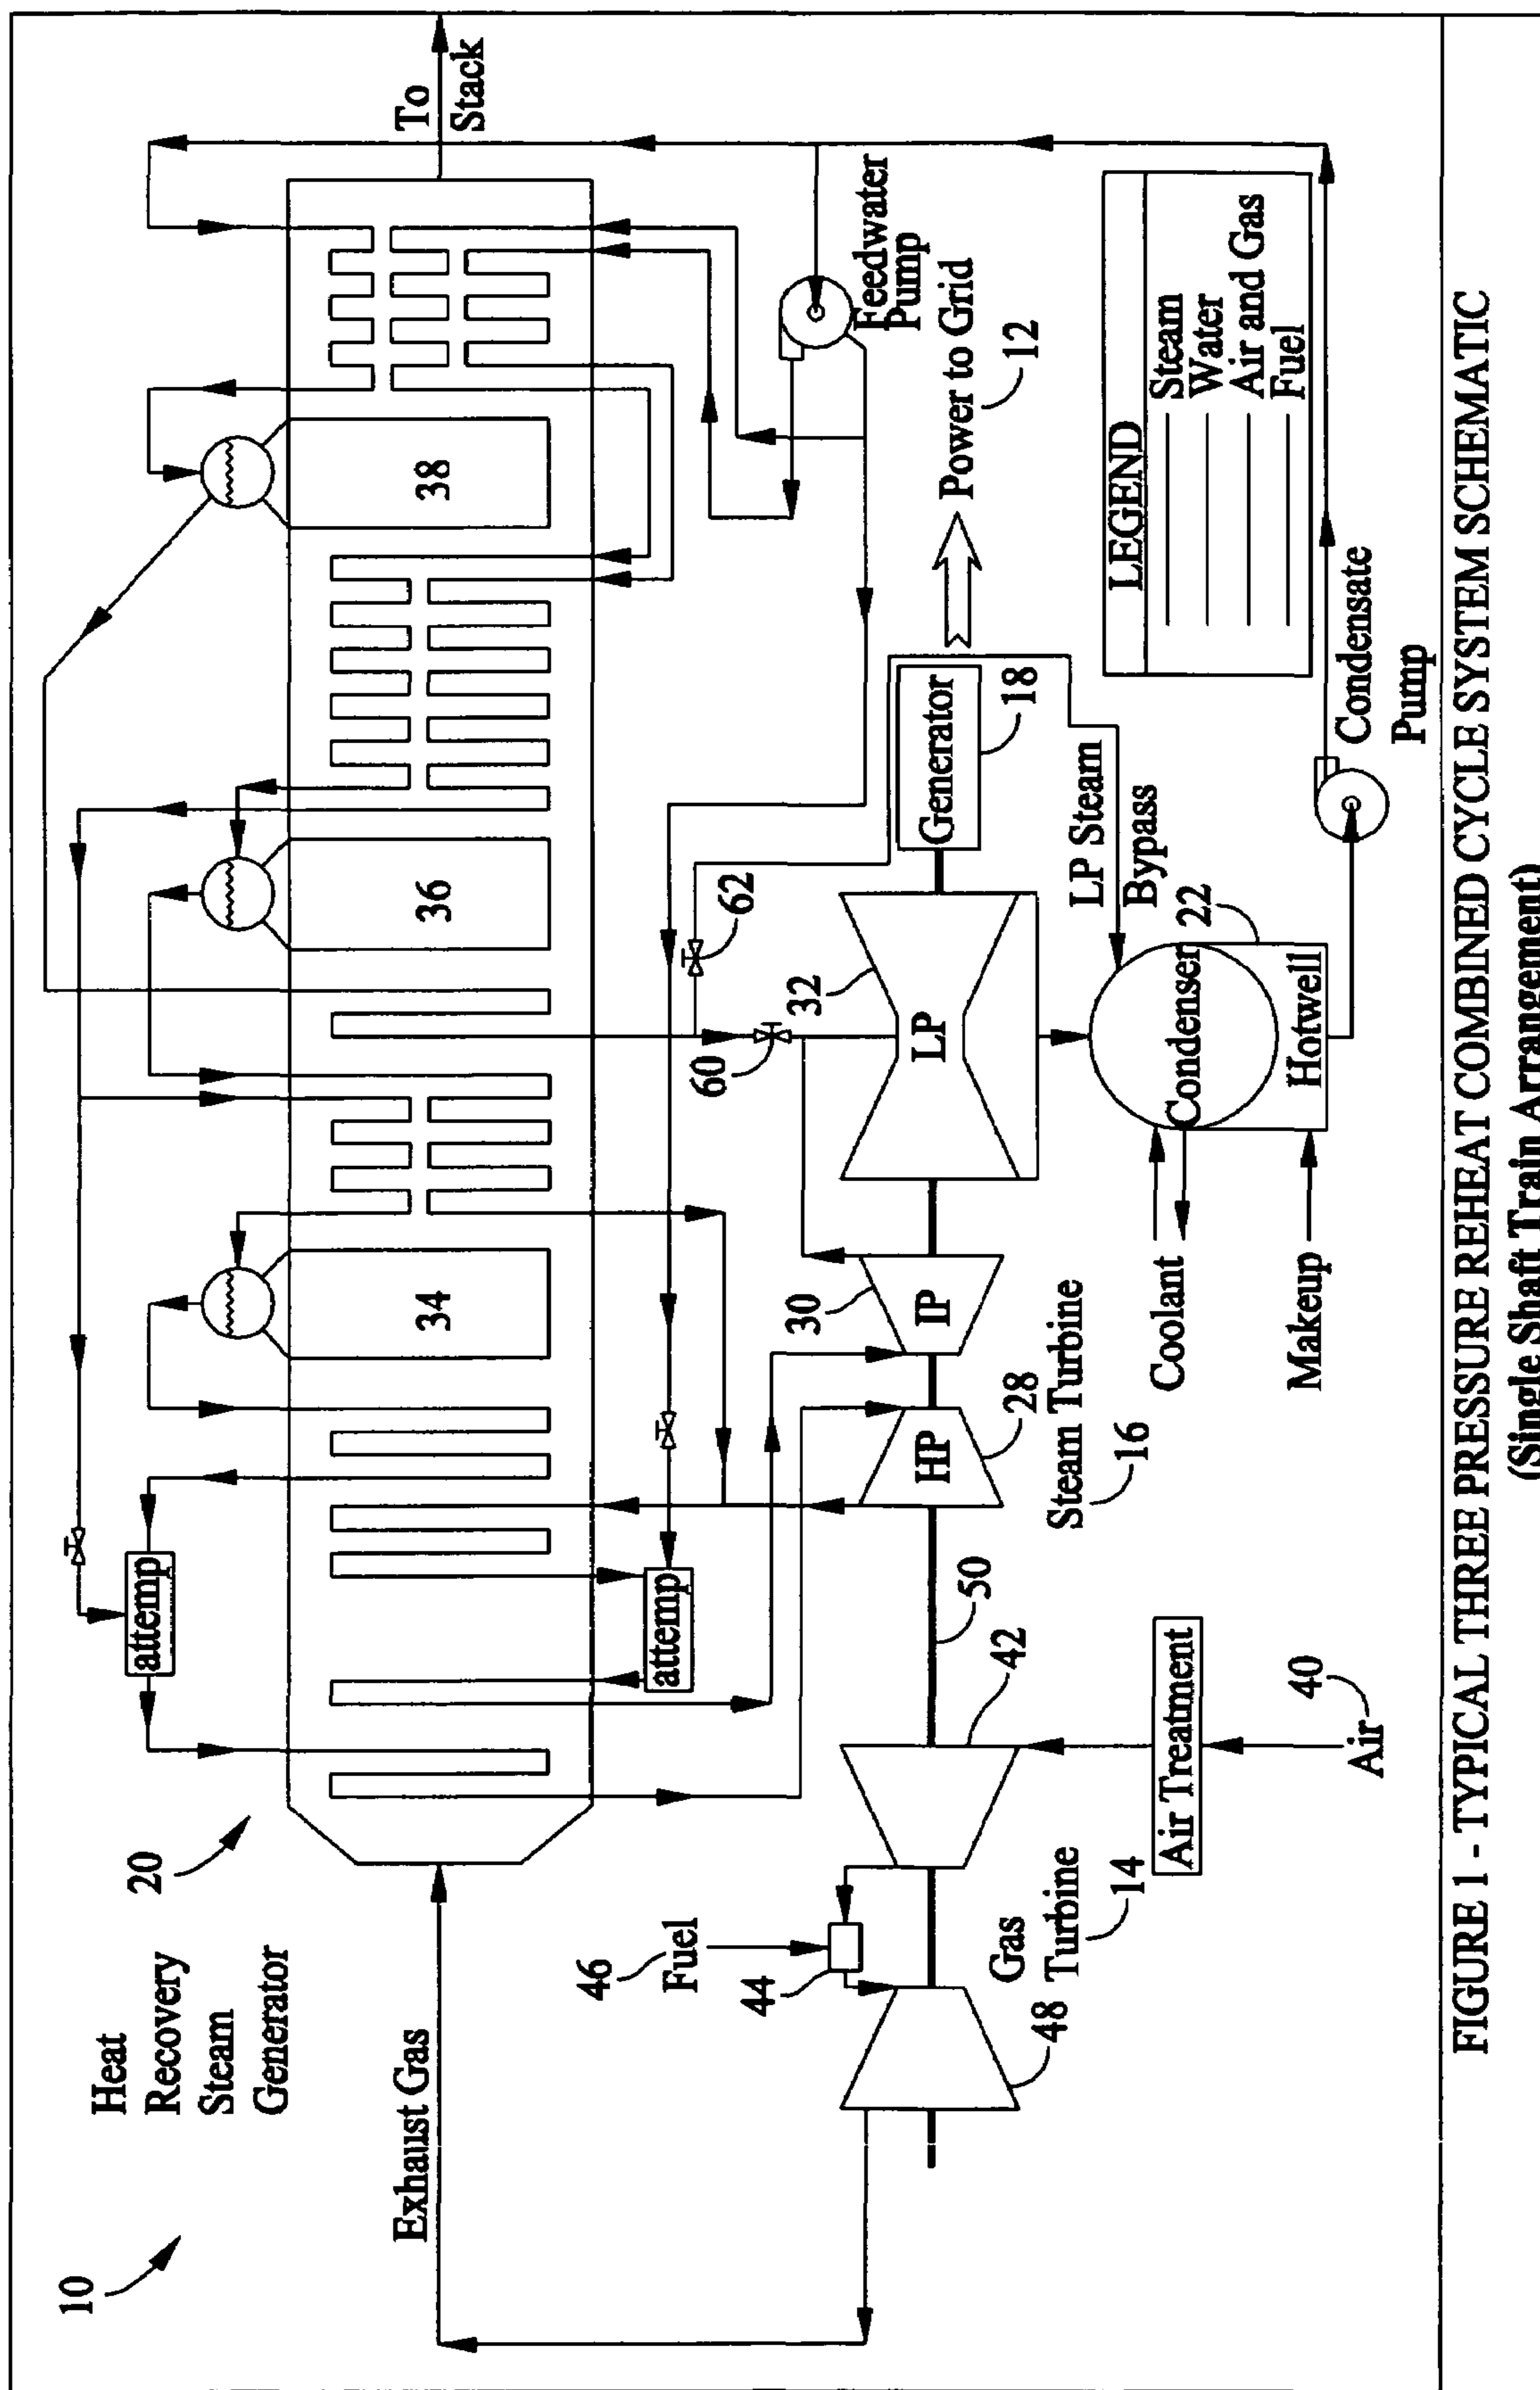 10
Heat
Recovery
Steam
Generator
20
Exhaust Gas
To
Stack
34
36
38
attemp
attemp
46
Fuel
44
48
Gas
Turbine
14
42
50
Air Treatment
Air
40
HP
28
Steam Turbine
16
IP
30
LP
32
60
62
Generator
18
Feedwater
Pump
Power to Grid
12
LP Steam
Bypass
Condenser
22
Hotwell
Coolant
Makeup
Condensate
Pump
LEGEND
Steam
Water
Air and Gas
Fuel
FIGURE 1 - TYPICAL THREE PRESSURE REHEAT COMBINED CYCLE SYSTEM SCHEMATIC
(Single Shaft Train Arrangement)